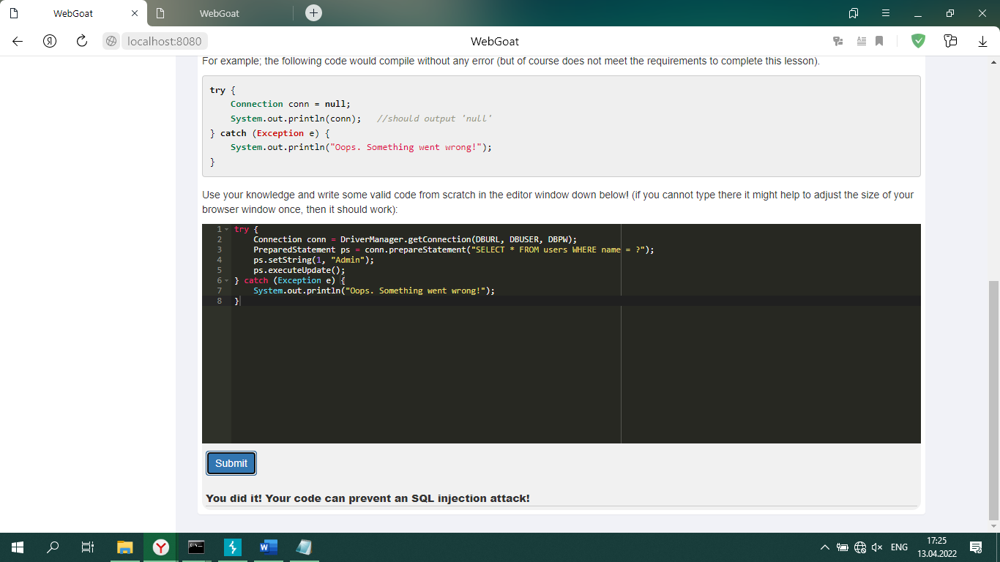 WebGoat
WebGoat
localhost:8080
WebGoat
For example; the following code would compile without any error (but of course does not meet the requirements to complete this lesson).
try {
    Connection conn = null;
    System.out.println(conn);   //should output 'null'
} catch (Exception e) {
    System.out.println("Oops. Something went wrong!");
}
Use your knowledge and write some valid code from scratch in the editor window down below! (if you cannot type there it might help to adjust the size of your
browser window once, then it should work):
1 try {
2     Connection conn = DriverManager.getConnection(DBURL, DBUSER, DBPW);
3     PreparedStatement ps = conn.prepareStatement("SELECT * FROM users WHERE name = ?");
4     ps.setString(1, "Admin");
5     ps.executeUpdate();
6 } catch (Exception e) {
7     System.out.println("Oops. Something went wrong!");
8 }
Submit
You did it! Your code can prevent an SQL injection attack!
ENG
17:25
13.04.2022